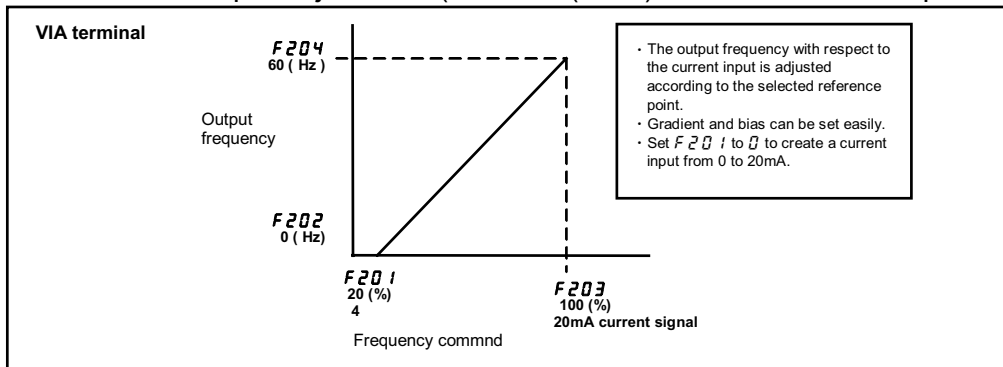 VIA terminal
F204
60 ( Hz )
Output
frequency
F202
0 ( Hz)
F201
20 (%)
4
F203
100 (%)
20mA current signal
Frequency commnd
・The output frequency with respect to
the current input is adjusted
according to the selected reference
point.
・Gradient and bias can be set easily.
・Set F201 to 0 to create a current
input from 0 to 20mA.